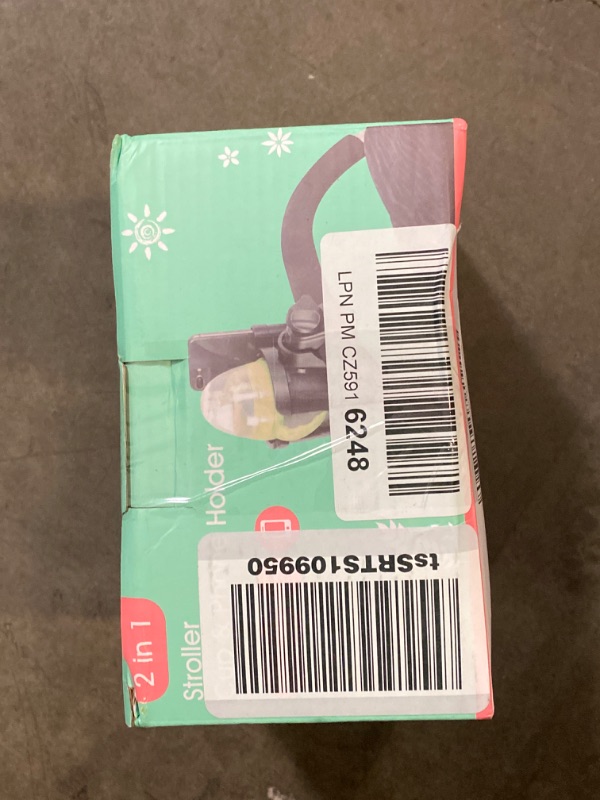 2 in 1
Stroller
Holder
LPN PM CZ591 6248
tsSRTS109950